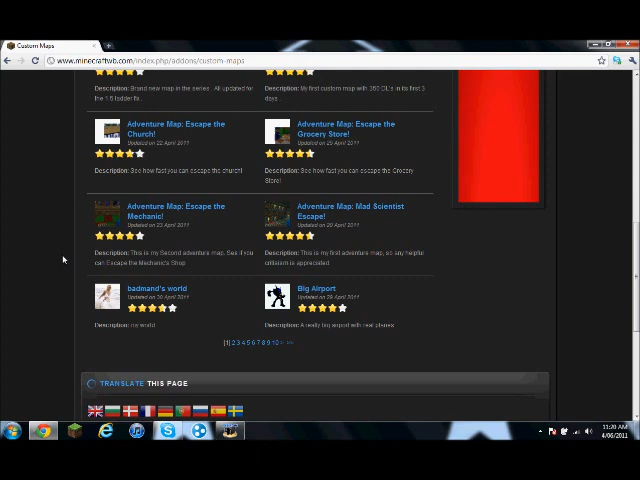 Custom Maps
www.minecraftwb.com/index.php/addons/custom-maps
Description: Brand new map in the series . All updated for
the 1.5 ladder fix.
Description: My first custom map with 350 DL's in its first 3
days .
Adventure Map: Escape the
Church!
Updated on 22 April 2011
Description: See how fast you can escape the church!
Adventure Map: Escape the
Grocery Store!
Updated on 25 April 2011
Description: See how fast you can escape the Grocery
Store!
Adventure Map: Escape the
Mechanic!
Updated on 23 April 2011
Description: This is my Second adventure map. See if you
can Escape the Mechanic's Shop
Adventure Map: Mad Scientist
Escape!
Updated on 20 April 2011
Description: This is my first adventure map, so any helpful
critisism is appreciated.
badmand's world
Updated on 30 April 2011
Description: my world
Big Airport
Updated on 29 April 2011
Description: A really big airport with real planes
[1] 2 3 4 5 6 7 8 9 10 > >>
TRANSLATE THIS PAGE
11:20 AM
4/06/2011